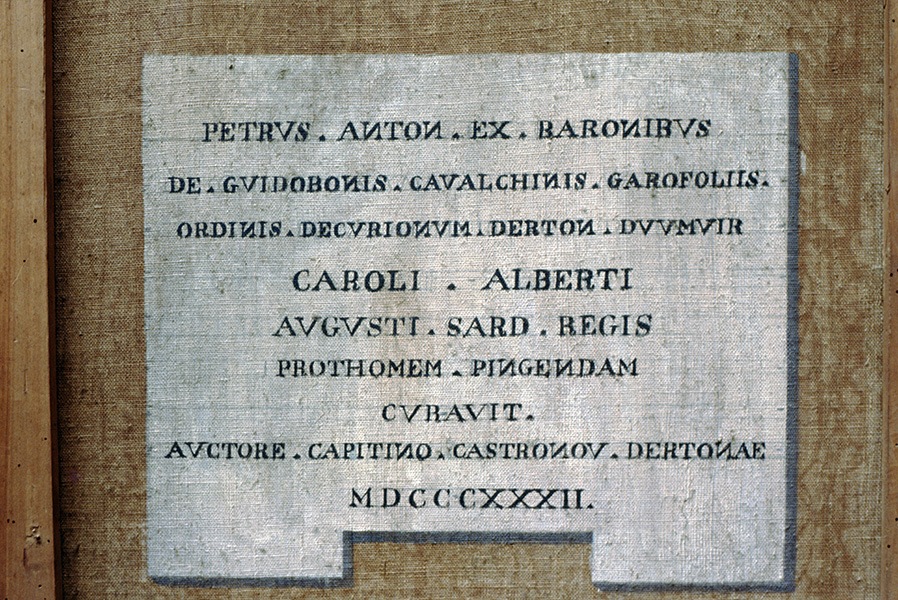 PETRVS. ANTON. EX. BARONIBVS
DE. GVIDOBONIS. CAVALCHINIS. GAROFOLIIS.
ORDINIS. DECVRIONVM. DERTON. DVVMVIR
CAROLI. ALBERTI
AVGVSTI. SARD. REGIS
PROTHOMEM. PINGENDAM
CVRAVIT.
AVCTORE. CAPITINO. CASTRONOV. DERTONAE
MDCCCXXXII.